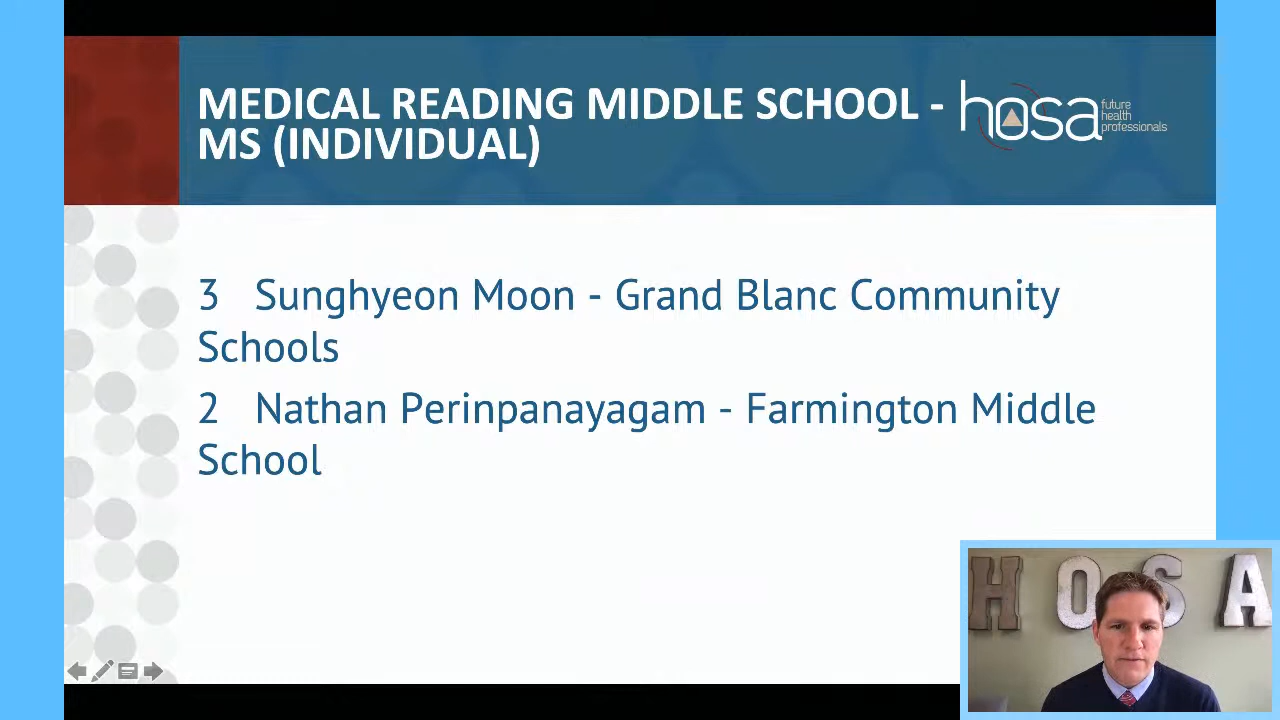 MEDICAL READING MIDDLE SCHOOL -
MS (INDIVIDUAL)
hosa
future
health
professionals
3 Sunghyeon Moon - Grand Blanc Community
Schools
2 Nathan Perinpanayagam - Farmington Middle
School
HOSA